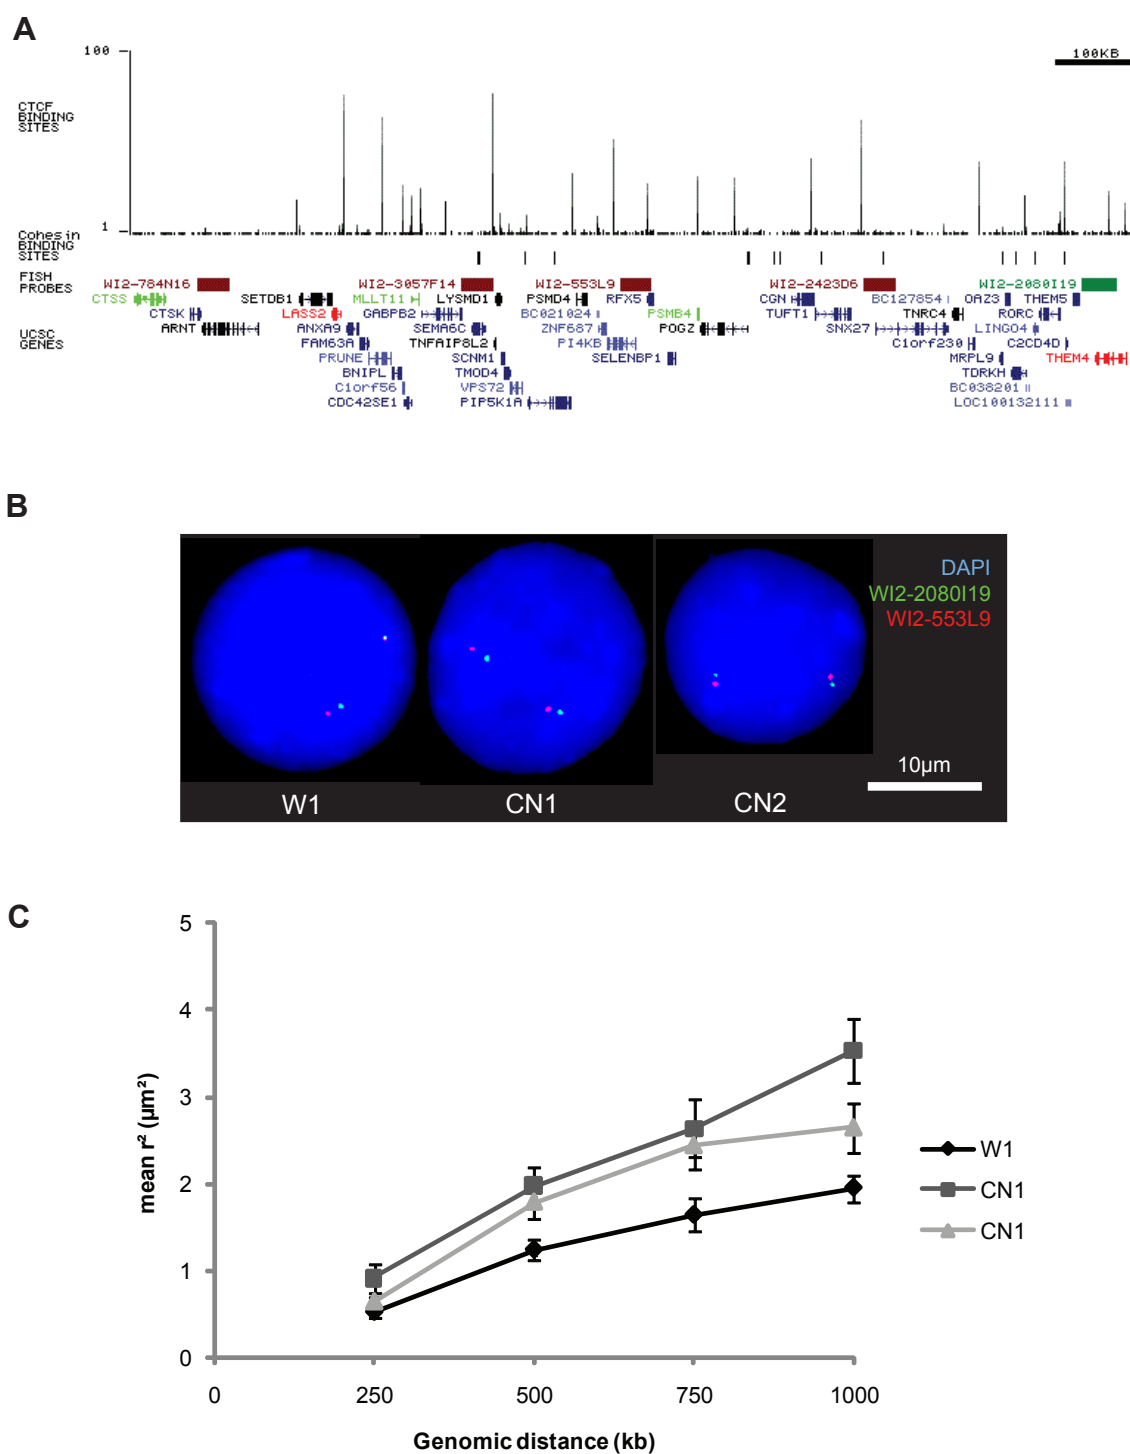 A
100
100KB
CTCF
BINDING
SITES
1
Cohesin
BINDING
SITES
FISH
PROBES
WI2-784N16 WI2-3057F14 WI2-553L9 WI2-2423D6 WI2-2080I19
UCSC
GENES
CTSS SETDB1 MLLT11 LYSMD1 PSMD4 RFX5 CGN BC127854 OAZ3 THEM5
CTSK LASS2 GABPB2 BC021024 PSMB4 TUFT1 TNRC4 RORC
ARNT ANXA9 SEMA6C ZNF687 POGZ SNX27 LINGO4
FAM63A TNFAIP8L2 PI4KB C1orf230 C2CD4D
PRUNE SCNM1 SELENBP1 MRPL9 THEM4
BNIPL TMOD4 TDRKH
C1orf56 VPS72 BC038201
CDC42SE1 PIP5K1A LOC100132111
B
DAPI
WI2-2080I19
WI2-553L9
10µm
W1 CN1 CN2
C
mean r² (µm²)
5
4
3
2
1
0
0 250 500 750 1000
Genomic distance (kb)
W1
CN1
CN1